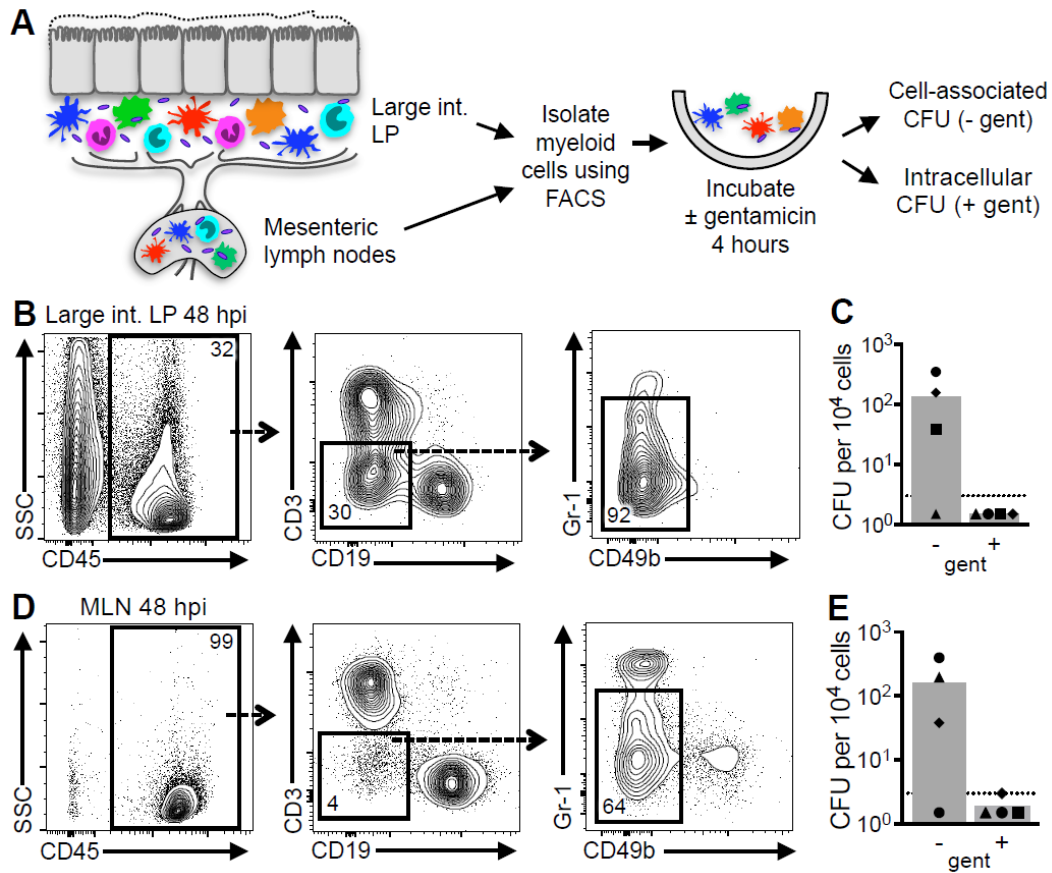 A
Large int.
LP
Mesenteric
lymph nodes
Isolate
myeloid
cells using
FACS
Incubate
± gentamicin
4 hours
Cell-associated
CFU (- gent)
Intracellular
CFU (+ gent)
B
Large int. LP 48 hpi
SSC
32
CD45
CD3
30
CD19
Gr-1
92
CD49b
C
CFU per 10⁴ cells
10³
10²
10¹
10⁰
- +
gent
D
MLN 48 hpi
SSC
99
CD45
CD3
4
CD19
Gr-1
64
CD49b
E
CFU per 10⁴ cells
10³
10²
10¹
10⁰
- +
gent